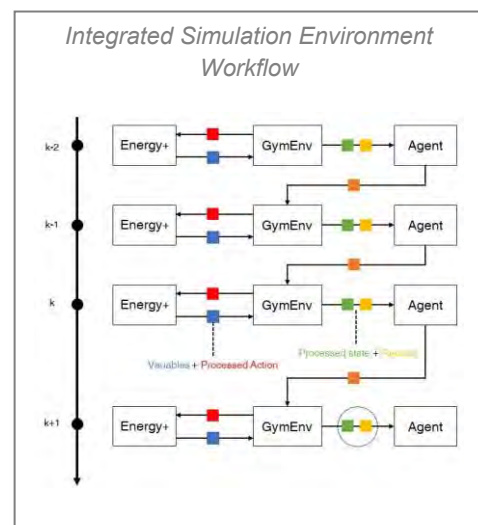 Integrated Simulation Environment
Workflow
k-2
Energy+ GymEnv Agent
k-1
Energy+ GymEnv Agent
k
Energy+ GymEnv Agent
Variables + Processed Action
Processed state + Reward
k+1
Energy+ GymEnv Agent